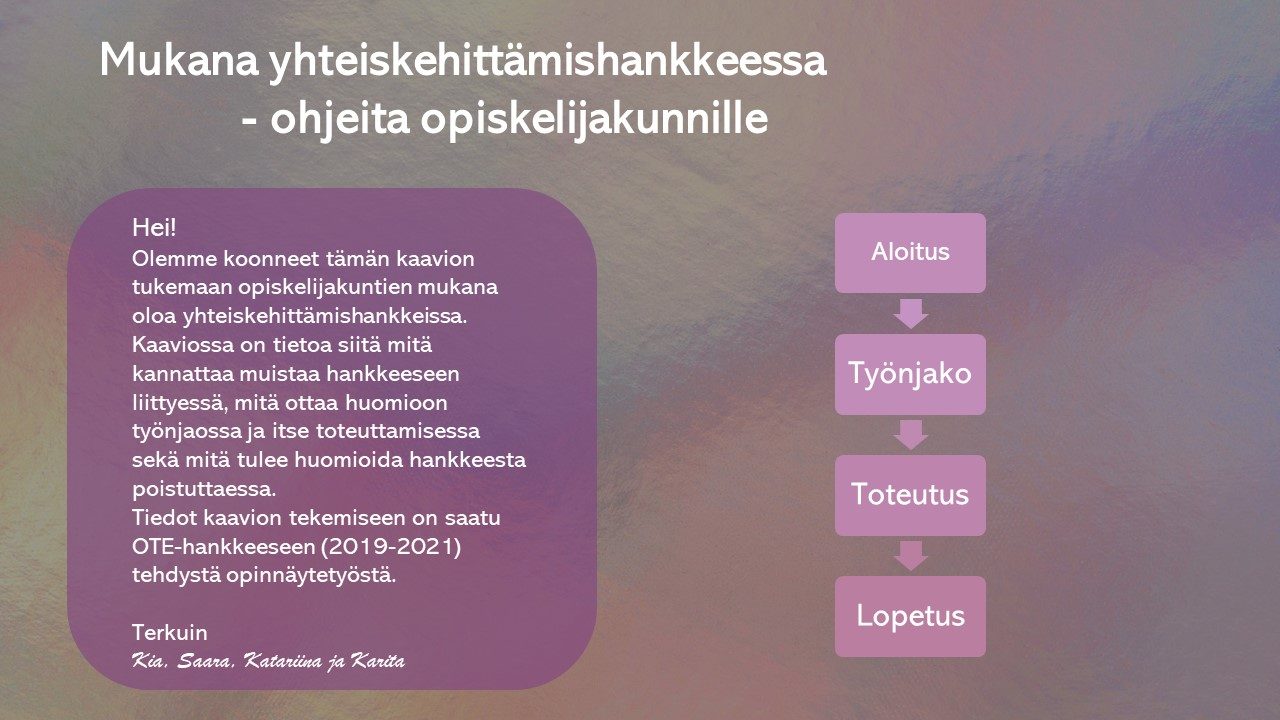 Mukana yhteiskehittämishankkeessa
- ohjeita opiskelijakunnille
Hei!
Olemme koonneet tämän kaavion
tukemaan opiskelijakuntien mukana
oloa yhteiskehittämishankkeissa.
Kaaviossa on tietoa siitä mitä
kannattaa muistaa hankkeeseen
liittyessä, mitä ottaa huomioon
työnjaossa ja itse toteuttamisessa
sekä mitä tulee huomioida hankkeesta
poistuttaessa.
Tiedot kaavion tekemiseen on saatu
OTE-hankkeeseen (2019-2021)
tehdystä opinnäytetyöstä.
Terkuin
Kia, Saara, Katariina ja Karita
Aloitus
Työnjako
Toteutus
Lopetus